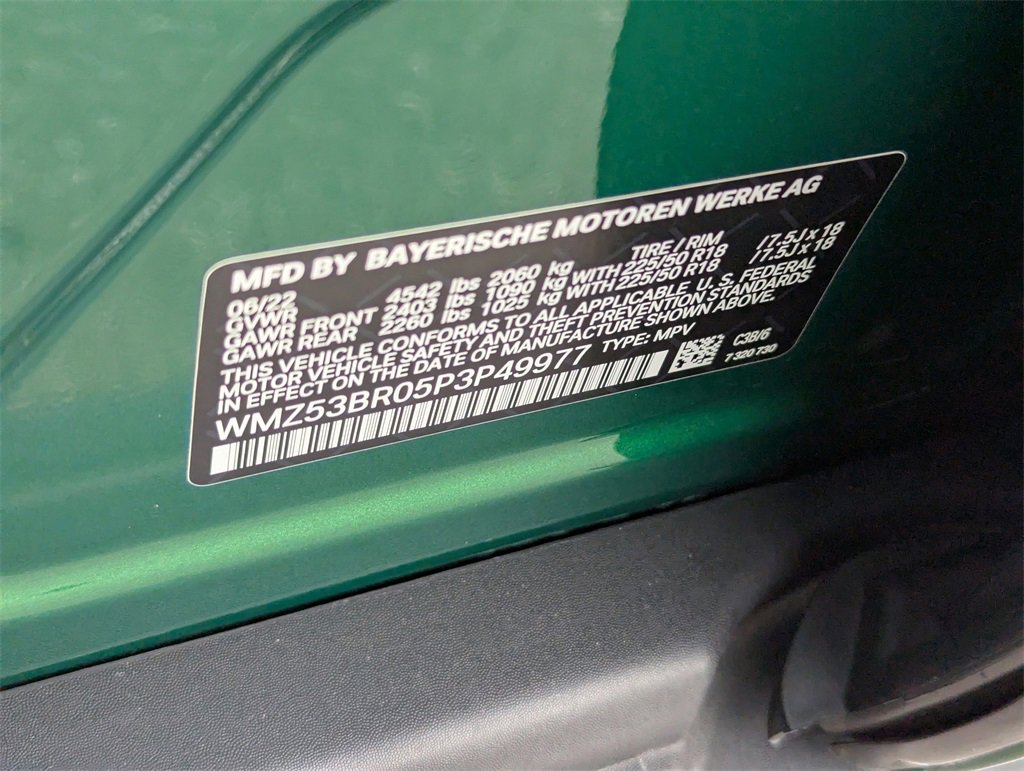 MFD BY BAYERISCHE MOTOREN WERKE AG
06/22 TIRE / RIM
GVWR 4542 lbs 2060 kg
GAWR FRONT 2403 lbs 1090 kg WITH 225/50 R18 / 7.5J x 18
GAWR REAR 2260 lbs 1025 kg WITH 225/50 R18 / 7.5J x 18
THIS VEHICLE CONFORMS TO ALL APPLICABLE U. S. FEDERAL
MOTOR VEHICLE SAFETY AND THEFT PREVENTION STANDARDS
IN EFFECT ON THE DATE OF MANUFACTURE SHOWN ABOVE.
WMZ53BR05P3P49977 TYPE: MPV C3B/6
7 320 730